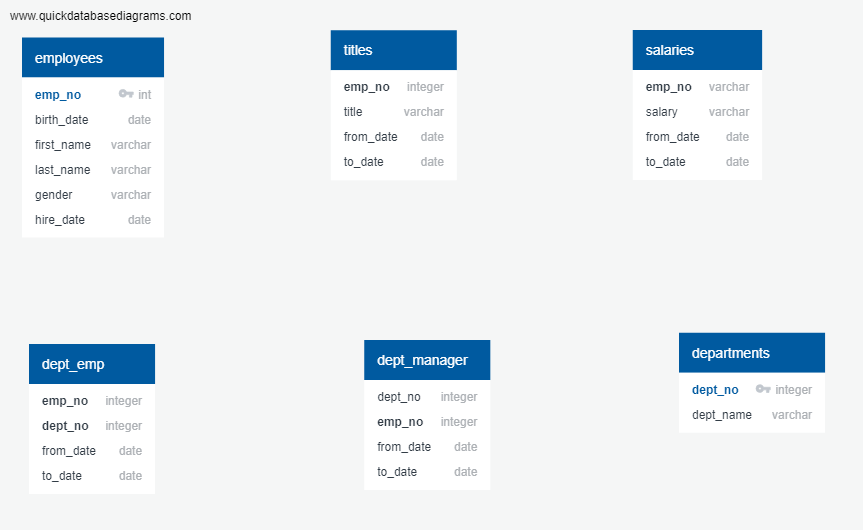 www.quickdatabasediagrams.com
employees
emp_no int
birth_date date
first_name varchar
last_name varchar
gender varchar
hire_date date
titles
emp_no integer
title varchar
from_date date
to_date date
salaries
emp_no varchar
salary varchar
from_date date
to_date date
dept_emp
emp_no integer
dept_no integer
from_date date
to_date date
dept_manager
dept_no integer
emp_no integer
from_date date
to_date date
departments
dept_no integer
dept_name varchar